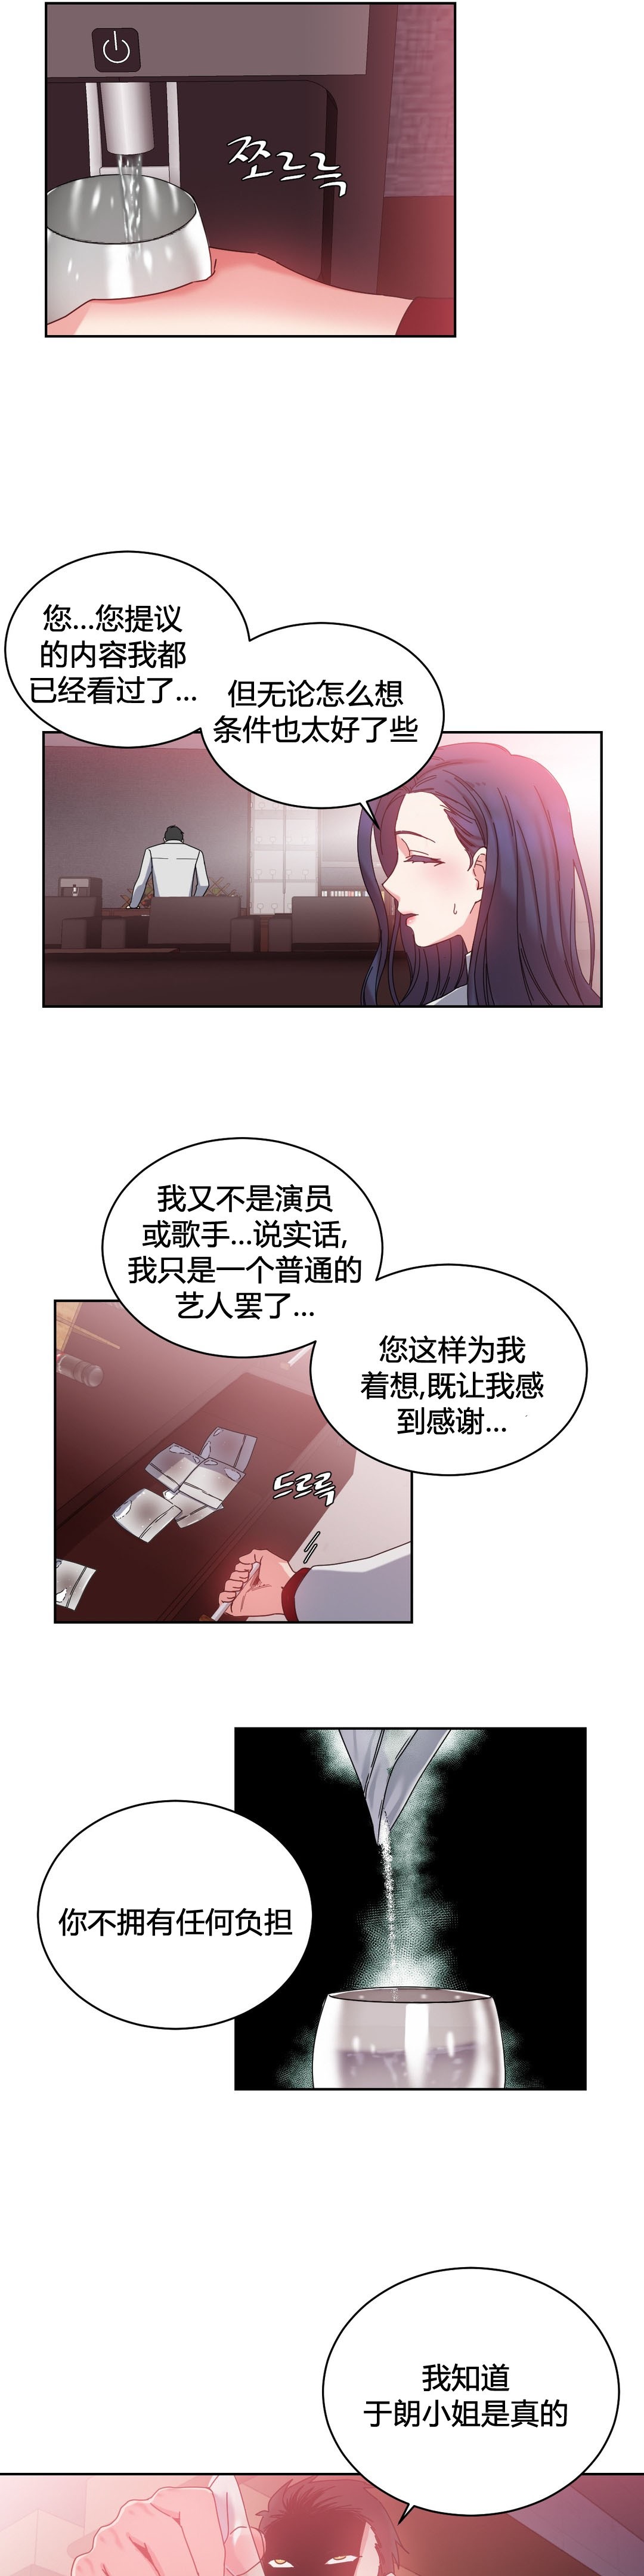 쪼르륵
您…您提议
的内容我都
已经看过了…
但无论怎么想
条件也太好了些
我又不是演员
或歌手…说实话,
我只是一个普通的
艺人罢了…
您这样为我
着想,既让我感
到感谢…
드르륵
你不拥有任何负担
我知道
于朗小姐是真的